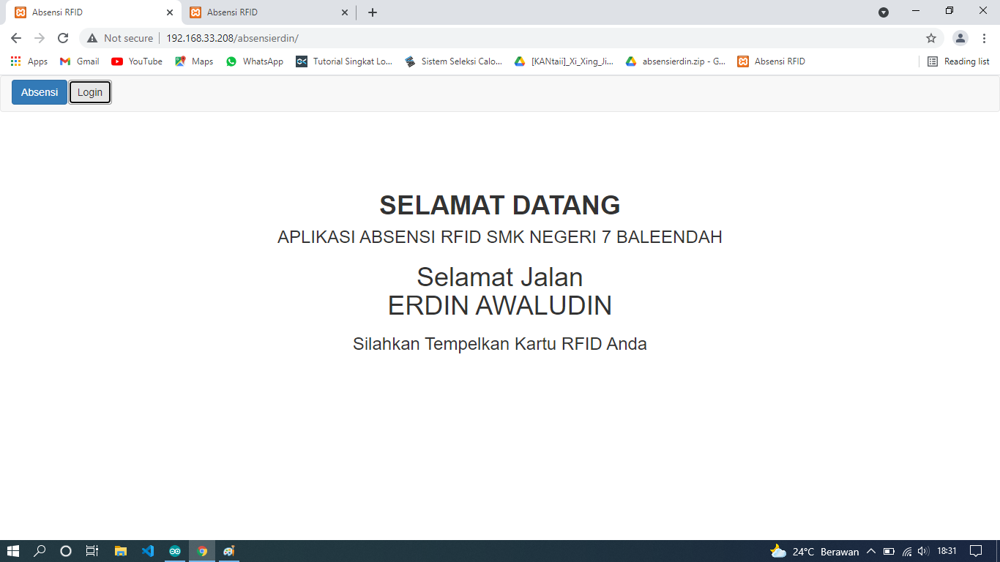 Absensi RFID
Absensi RFID
Not secure
192.168.33.208/absensierdin/
Apps Gmail YouTube Maps WhatsApp Tutorial Singkat Lo... Sistem Seleksi Calo... [KANtaii]_Xi_Xing_Ji... absensierdin.zip - G... Absensi RFID Reading list
Absensi Login
SELAMAT DATANG
APLIKASI ABSENSI RFID SMK NEGERI 7 BALEENDAH
Selamat Jalan
ERDIN AWALUDIN
Silahkan Tempelkan Kartu RFID Anda
24°C Berawan 18:31